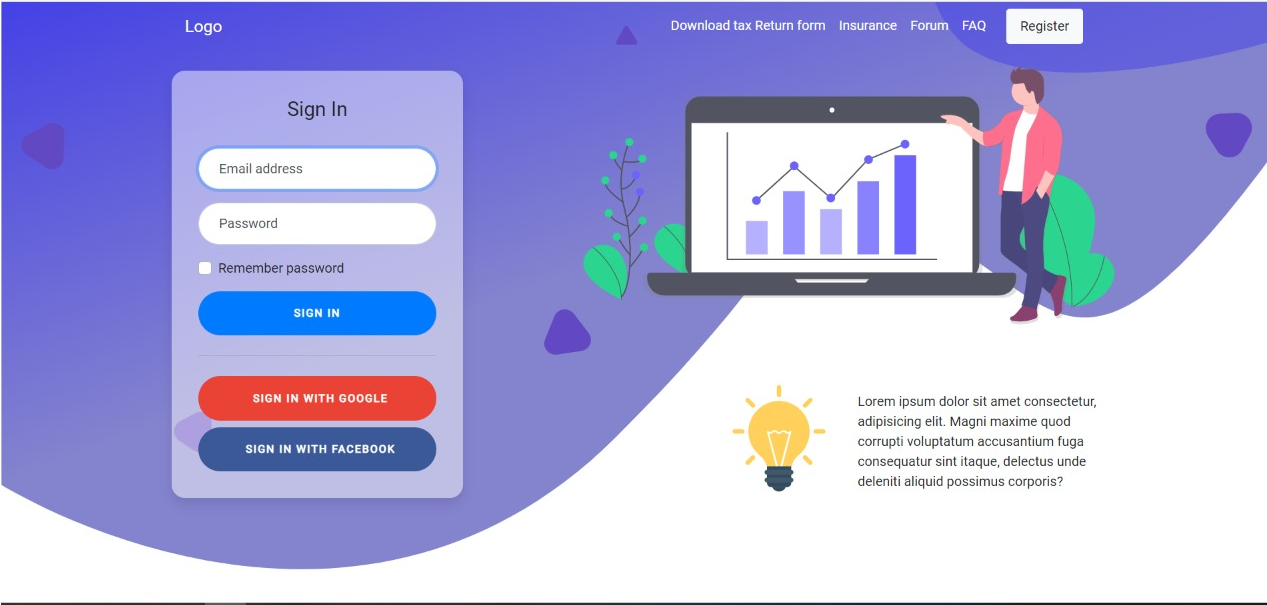 Logo
Download tax Return form
Insurance
Forum
FAQ
Register
Sign In
Email address
Password
Remember password
SIGN IN
SIGN IN WITH GOOGLE
SIGN IN WITH FACEBOOK
Lorem ipsum dolor sit amet consectetur,
adipisicing elit. Magni maxime quod
corrupti voluptatum accusantium fuga
consequatur sint itaque, delectus unde
deleniti aliquid possimus corporis?